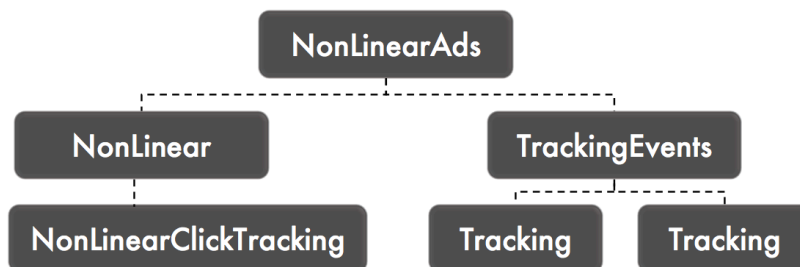 NonLinearAds
NonLinear
TrackingEvents
NonLinearClickTracking
Tracking
Tracking